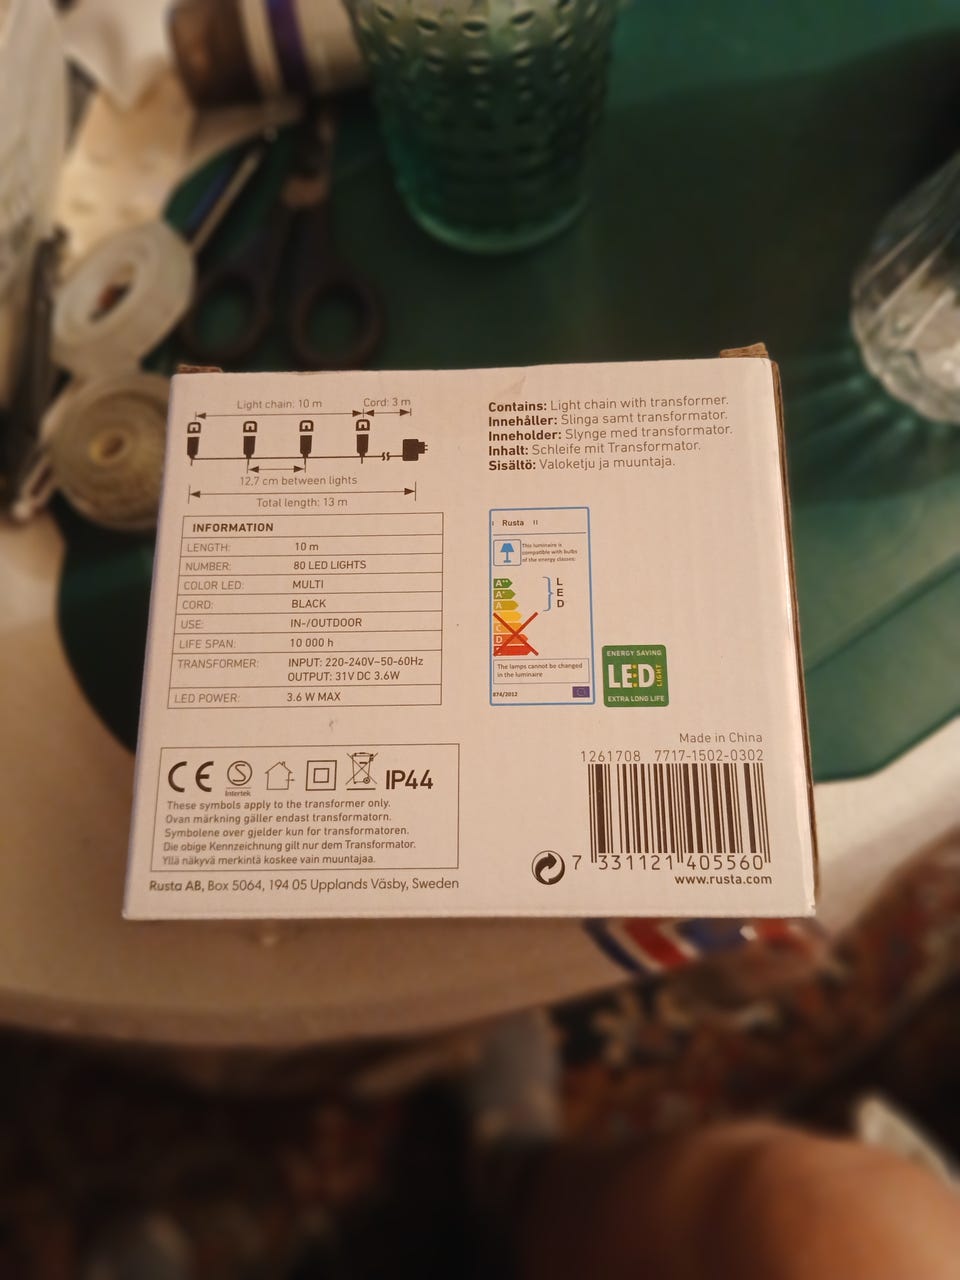 Light chain: 10 m
Cord: 3 m
12,7 cm between lights
Total length: 13 m
INFORMATION
LENGTH: 10 m
NUMBER: 80 LED LIGHTS
COLOR LED: MULTI
CORD: BLACK
USE: IN-/OUTDOOR
LIFE SPAN: 10 000 h
TRANSFORMER: INPUT: 220-240V~50-60Hz
OUTPUT: 31V DC 3.6W
LED POWER: 3.6 W MAX
CE
S
Intertek
IP44
These symbols apply to the transformer only.
Ovan märkning gäller endast transformatorn.
Symbolene over gjelder kun for transformatoren.
Die obige Kennzeichnung gilt nur dem Transformator.
Yllä näkyvä merkintä koskee vain muuntajaa.
Rusta AB, Box 5064, 194 05 Upplands Väsby, Sweden
Contains: Light chain with transformer.
Innehåller: Slinga samt transformator.
Inneholder: Slynge med transformator.
Inhalt: Schleife mit Transformator.
Sisältö: Valoketju ja muuntaja.
Rusta
This luminaire is
compatible with bulbs
of the energy classes:
A++
A+
A
C
D
LED
The lamps cannot be changed
in the luminaire
874/2012
ENERGY SAVING
LED LIGHT
EXTRA LONG LIFE
Made in China
1261708 7717-1502-0302
7 331121 405560
www.rusta.com